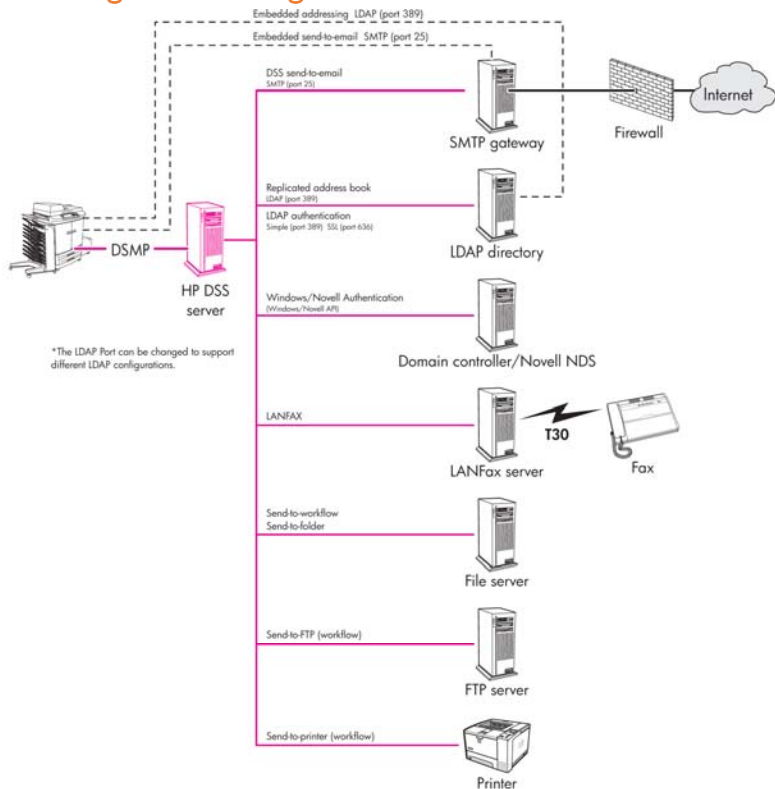 Embedded addressing LDAP (port 389)
Embedded send-to-email SMTP (port 25)
DSS send-to-email
SMTP (port 25)
SMTP gateway
Firewall
Internet
Replicated address book
LDAP (port 389)
LDAP authentication
Simple (port 389) SSL (port 636)
LDAP directory
DSMP
HP DSS
server
Windows/Novell Authentication
(Windows/Novell API)
Domain controller/Novell NDS
*The LDAP Port can be changed to support
different LDAP configurations.
LANFAX
LANFax server
T30
Fax
Send-to-workflow
Send-to-folder
File server
Send-to-FTP (workflow)
FTP server
Send-to-printer (workflow)
Printer